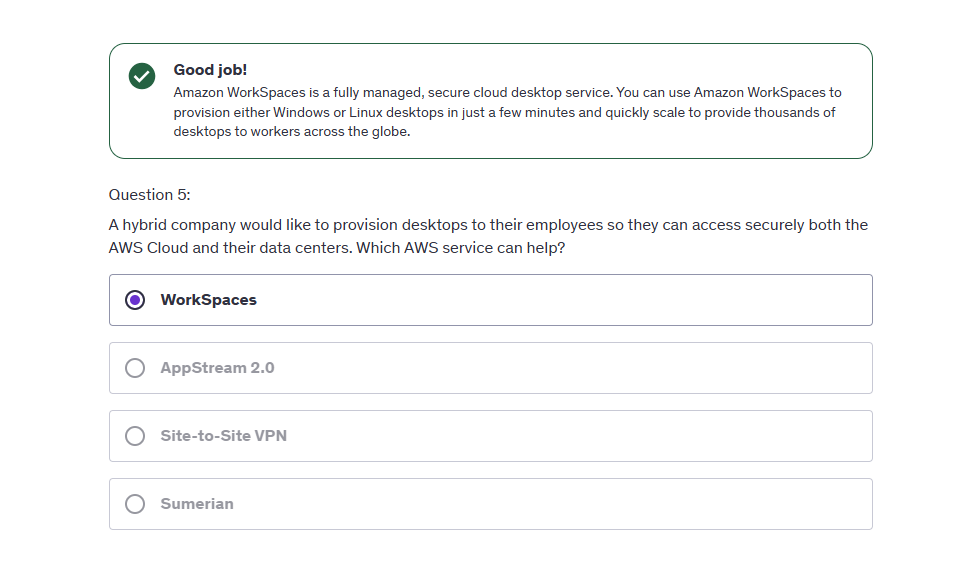 Good job!
Amazon WorkSpaces is a fully managed, secure cloud desktop service. You can use Amazon WorkSpaces to
provision either Windows or Linux desktops in just a few minutes and quickly scale to provide thousands of
desktops to workers across the globe.
Question 5:
A hybrid company would like to provision desktops to their employees so they can access securely both the
AWS Cloud and their data centers. Which AWS service can help?
WorkSpaces
AppStream 2.0
Site-to-Site VPN
Sumerian